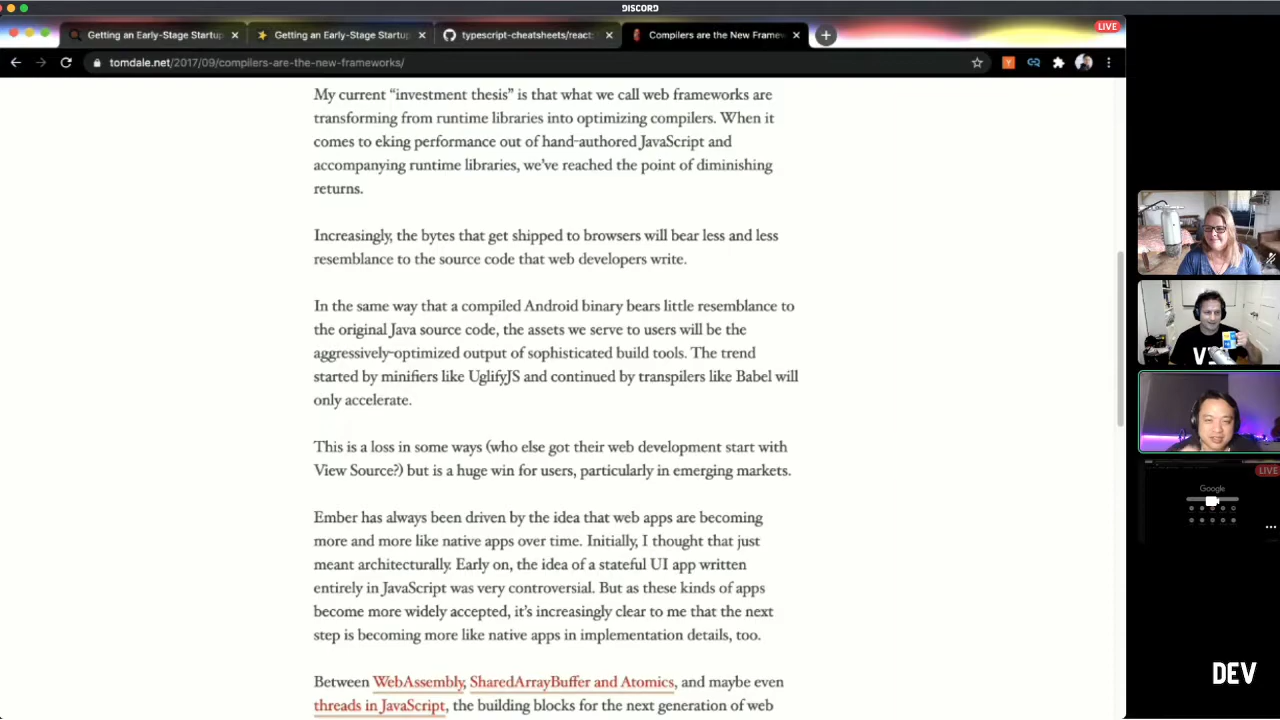 DISCORD
Getting an Early-Stage Startup
Getting an Early-Stage Startup
typescript-cheatsheets/react:
Compilers are the New Framew
LIVE
tomdale.net/2017/09/compilers-are-the-new-frameworks/
My current “investment thesis” is that what we call web frameworks are
transforming from runtime libraries into optimizing compilers. When it
comes to eking performance out of hand-authored JavaScript and
accompanying runtime libraries, we’ve reached the point of diminishing
returns.
Increasingly, the bytes that get shipped to browsers will bear less and less
resemblance to the source code that web developers write.
In the same way that a compiled Android binary bears little resemblance to
the original Java source code, the assets we serve to users will be the
aggressively-optimized output of sophisticated build tools. The trend
started by minifiers like UglifyJS and continued by transpilers like Babel will
only accelerate.
This is a loss in some ways (who else got their web development start with
View Source?) but is a huge win for users, particularly in emerging markets.
Ember has always been driven by the idea that web apps are becoming
more and more like native apps over time. Initially, I thought that just
meant architecturally. Early on, the idea of a stateful UI app written
entirely in JavaScript was very controversial. But as these kinds of apps
become more widely accepted, it’s increasingly clear to me that the next
step is becoming more like native apps in implementation details, too.
Between WebAssembly, SharedArrayBuffer and Atomics, and maybe even
threads in JavaScript, the building blocks for the next generation of web
LIVE
Google
DEV